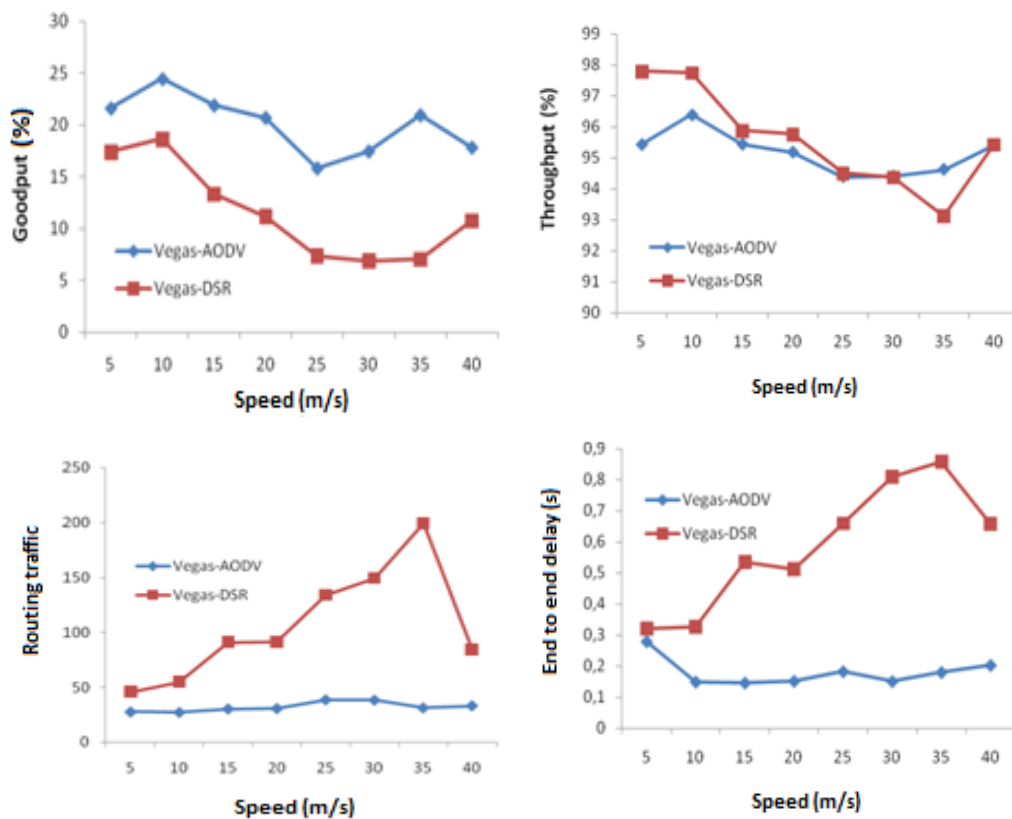 Goodput (%)
30
25
20
15
10
5
0
Vegas-AODV
Vegas-DSR
5 10 15 20 25 30 35 40
Speed (m/s)
Throughput (%)
99
98
97
96
95
94
93
92
91
90
Vegas-AODV
Vegas-DSR
5 10 15 20 25 30 35 40
Speed (m/s)
Routing traffic
250
200
150
100
50
0
Vegas-AODV
Vegas-DSR
5 10 15 20 25 30 35 40
Speed (m/s)
End to end delay (s)
0,9
0,8
0,7
0,6
0,5
0,4
0,3
0,2
0,1
0
Vegas-AODV
Vegas-DSR
5 10 15 20 25 30 35 40
Speed (m/s)